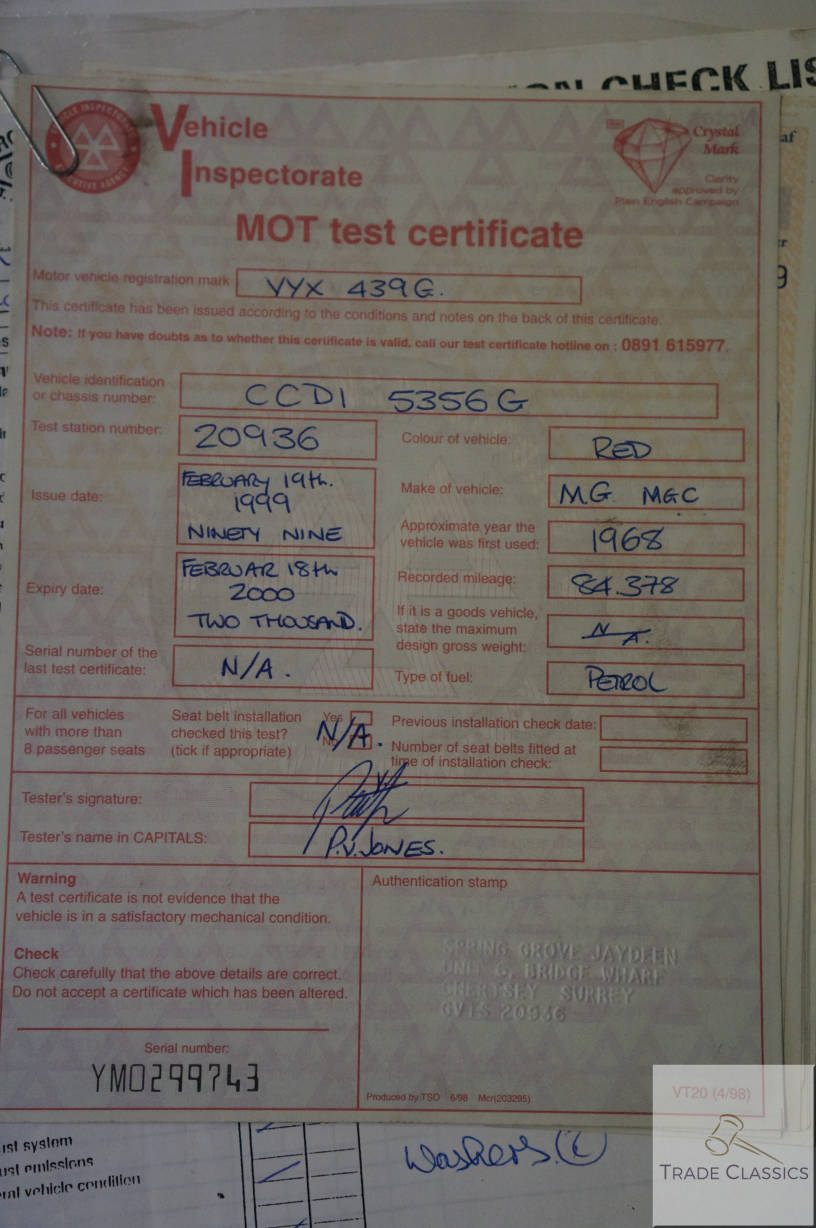 ON CHECK LIS
Vehicle
Inspectorate
Crystal
Mark
Clarity
approved by
Plain English Campaign
MOT test certificate
Motor vehicle registration mark VYX 439G.
This certificate has been issued according to the conditions and notes on the back of this certificate.
Note: If you have doubts as to whether this certificate is valid, call our test certificate hotline on : 0891 615977.
Vehicle identification
or chassis number: CCD1 5356G
Test station number: 20936
Colour of vehicle: RED
Issue date: FEBRUARY 19th.
1999
NINETY NINE
Make of vehicle: M.G. MGC
Approximate year the
vehicle was first used: 1968
Expiry date: FEBRUAR 18th
2000
TWO THOUSAND.
Recorded mileage: 84.378
If it is a goods vehicle,
state the maximum
design gross weight: N/A.
Serial number of the
last test certificate: N/A.
Type of fuel: PETROL
For all vehicles
with more than
8 passenger seats
Seat belt installation
checked this test?
(tick if appropriate)
Yes
No
N/A.
Previous installation check date:
Number of seat belts fitted at
time of installation check:
Tester's signature:
Tester's name in CAPITALS: P.V.JONES.
Warning
A test certificate is not evidence that the
vehicle is in a satisfactory mechanical condition.
Check
Check carefully that the above details are correct.
Do not accept a certificate which has been altered.
Authentication stamp
SPRING GROVE JAYDEEN
UNIT 6, BRIDGE WHARF
CHERTSEY SURREY
GVTS 20936
Serial number:
YM0299743
Produced by TSO 6/98 Mcr(203295)
VT20 (4/98)
ust system
ust emissions
ral vehicle condition
Washers.
TRADE CLASSICS